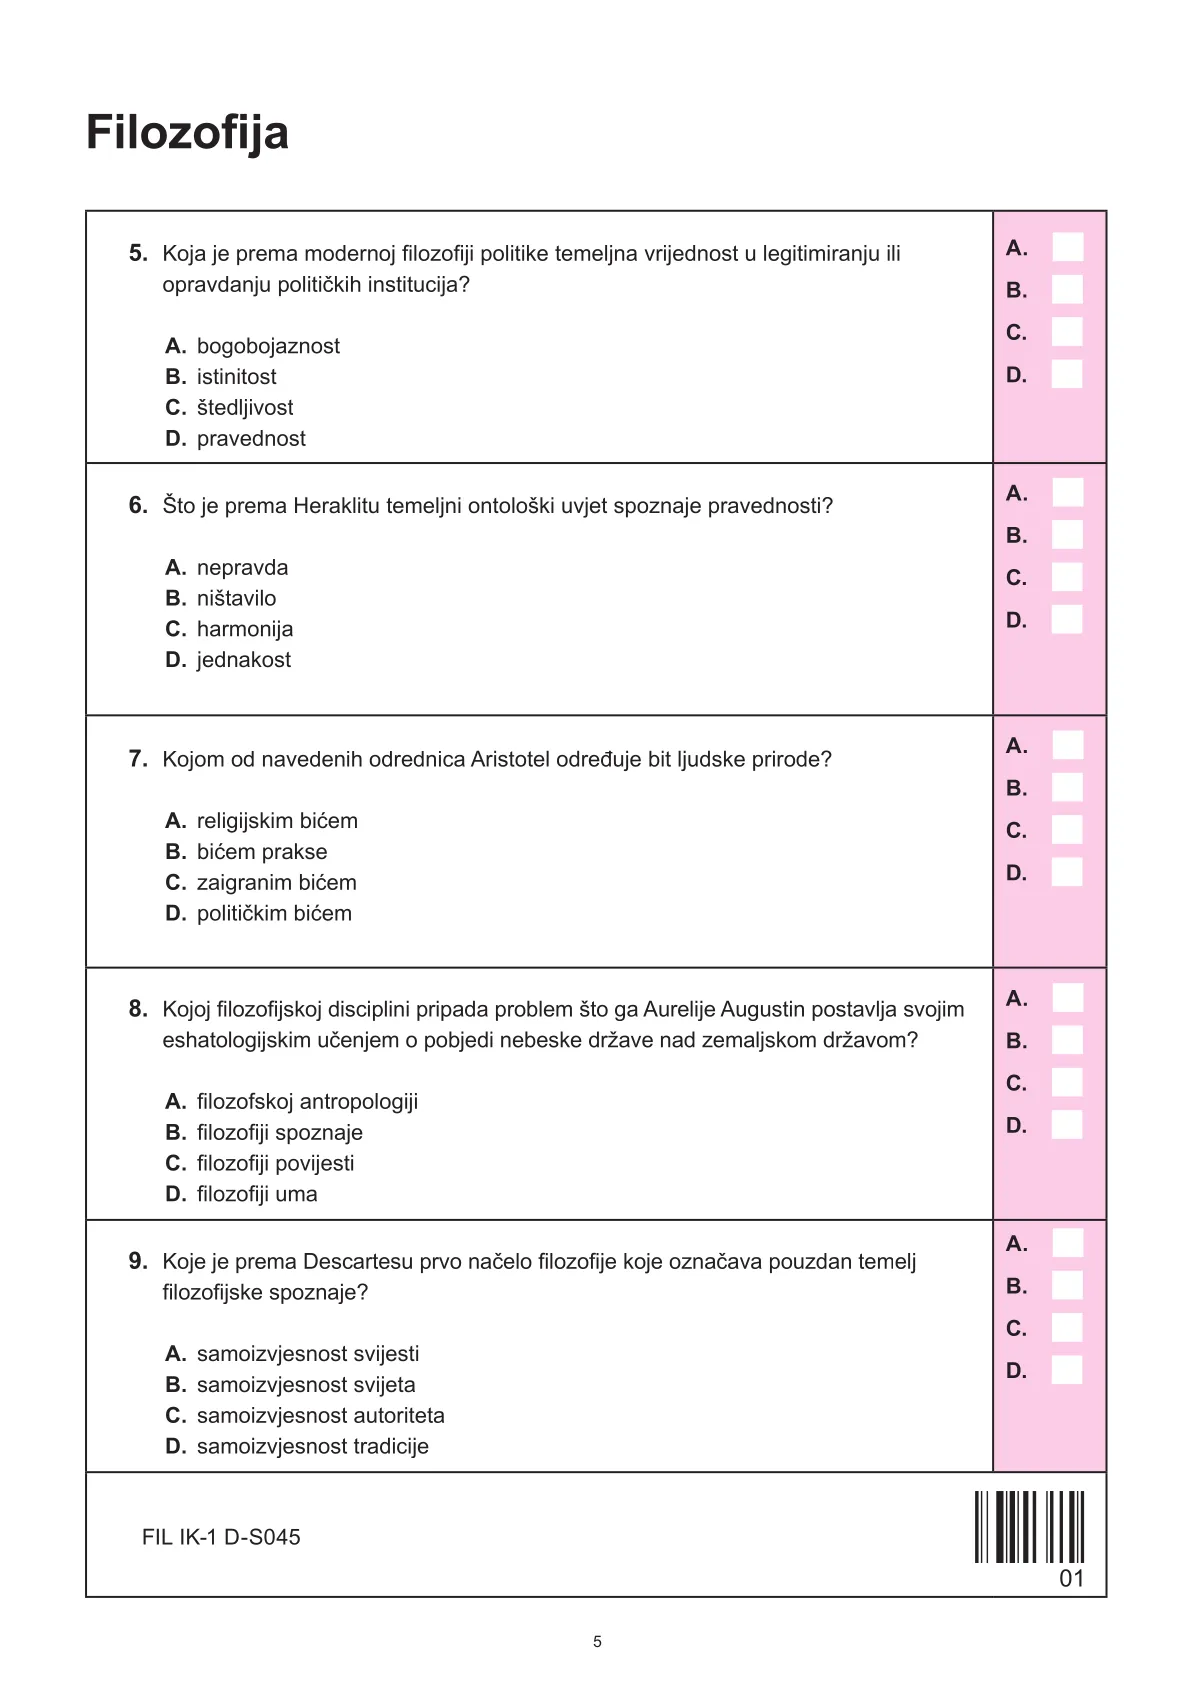 Filozofija
5. Koja je prema modernoj filozofiji politike temeljna vrijednost u legitimiranju ili
opravdanju političkih institucija?
A. bogobojaznost
B. istinitost
C. štedljivost
D. pravednost
A.
B.
C.
D.
6. Što je prema Heraklitu temeljni ontološki uvjet spoznaje pravednosti?
A. nepravda
B. ništavilo
C. harmonija
D. jednakost
A.
B.
C.
D.
7. Kojom od navedenih odrednica Aristotel određuje bit ljudske prirode?
A. religijskim bićem
B. bićem prakse
C. zaigranim bićem
D. političkim bićem
A.
B.
C.
D.
8. Kojoj filozofijskoj disciplini pripada problem što ga Aurelije Augustin postavlja svojim
eshatologijskim učenjem o pobjedi nebeske države nad zemaljskom državom?
A. filozofskoj antropologiji
B. filozofiji spoznaje
C. filozofiji povijesti
D. filozofiji uma
A.
B.
C.
D.
9. Koje je prema Descartesu prvo načelo filozofije koje označava pouzdan temelj
filozofijske spoznaje?
A. samoizvjesnost svijesti
B. samoizvjesnost svijeta
C. samoizvjesnost autoriteta
D. samoizvjesnost tradicije
A.
B.
C.
D.
FIL IK-1 D-S045
01
5